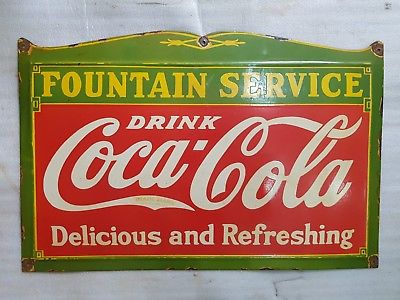 FOUNTAIN SERVICE
DRINK
Coca-Cola
Delicious and Refreshing